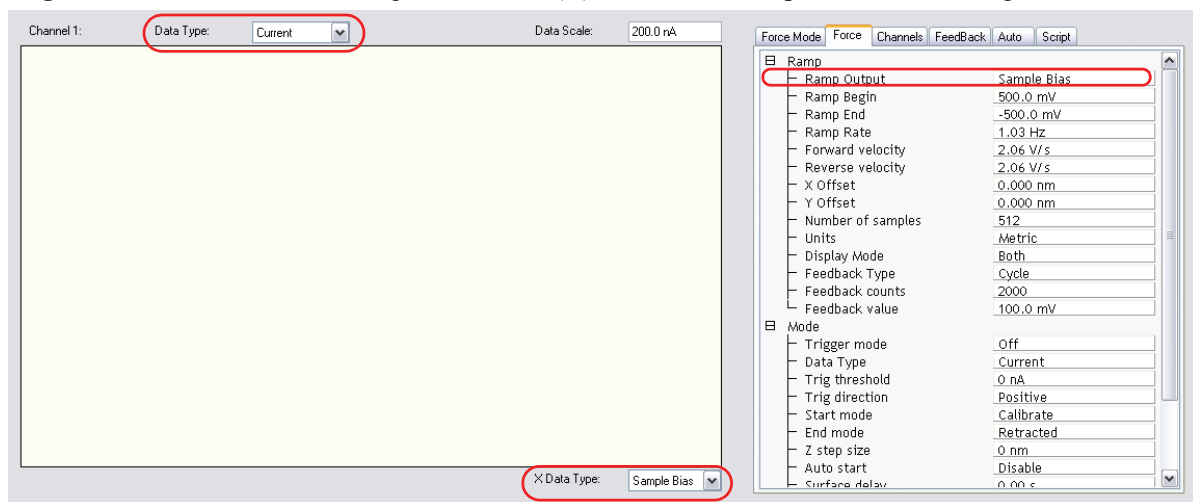 Channel 1: Data Type: Current Data Scale: 200.0 nA
X Data Type: Sample Bias
Force Mode Force Channels FeedBack Auto Script
Ramp
Ramp Output Sample Bias
Ramp Begin 500.0 mV
Ramp End -500.0 mV
Ramp Rate 1.03 Hz
Forward velocity 2.06 V/s
Reverse velocity 2.06 V/s
X Offset 0.000 nm
Y Offset 0.000 nm
Number of samples 512
Units Metric
Display Mode Both
Feedback Type Cycle
Feedback counts 2000
Feedback value 100.0 mV
Mode
Trigger mode Off
Data Type Current
Trig threshold 0 nA
Trig direction Positive
Start mode Calibrate
End mode Retracted
Z step size 0 nm
Auto start Disable
Surface delay 0.00 s